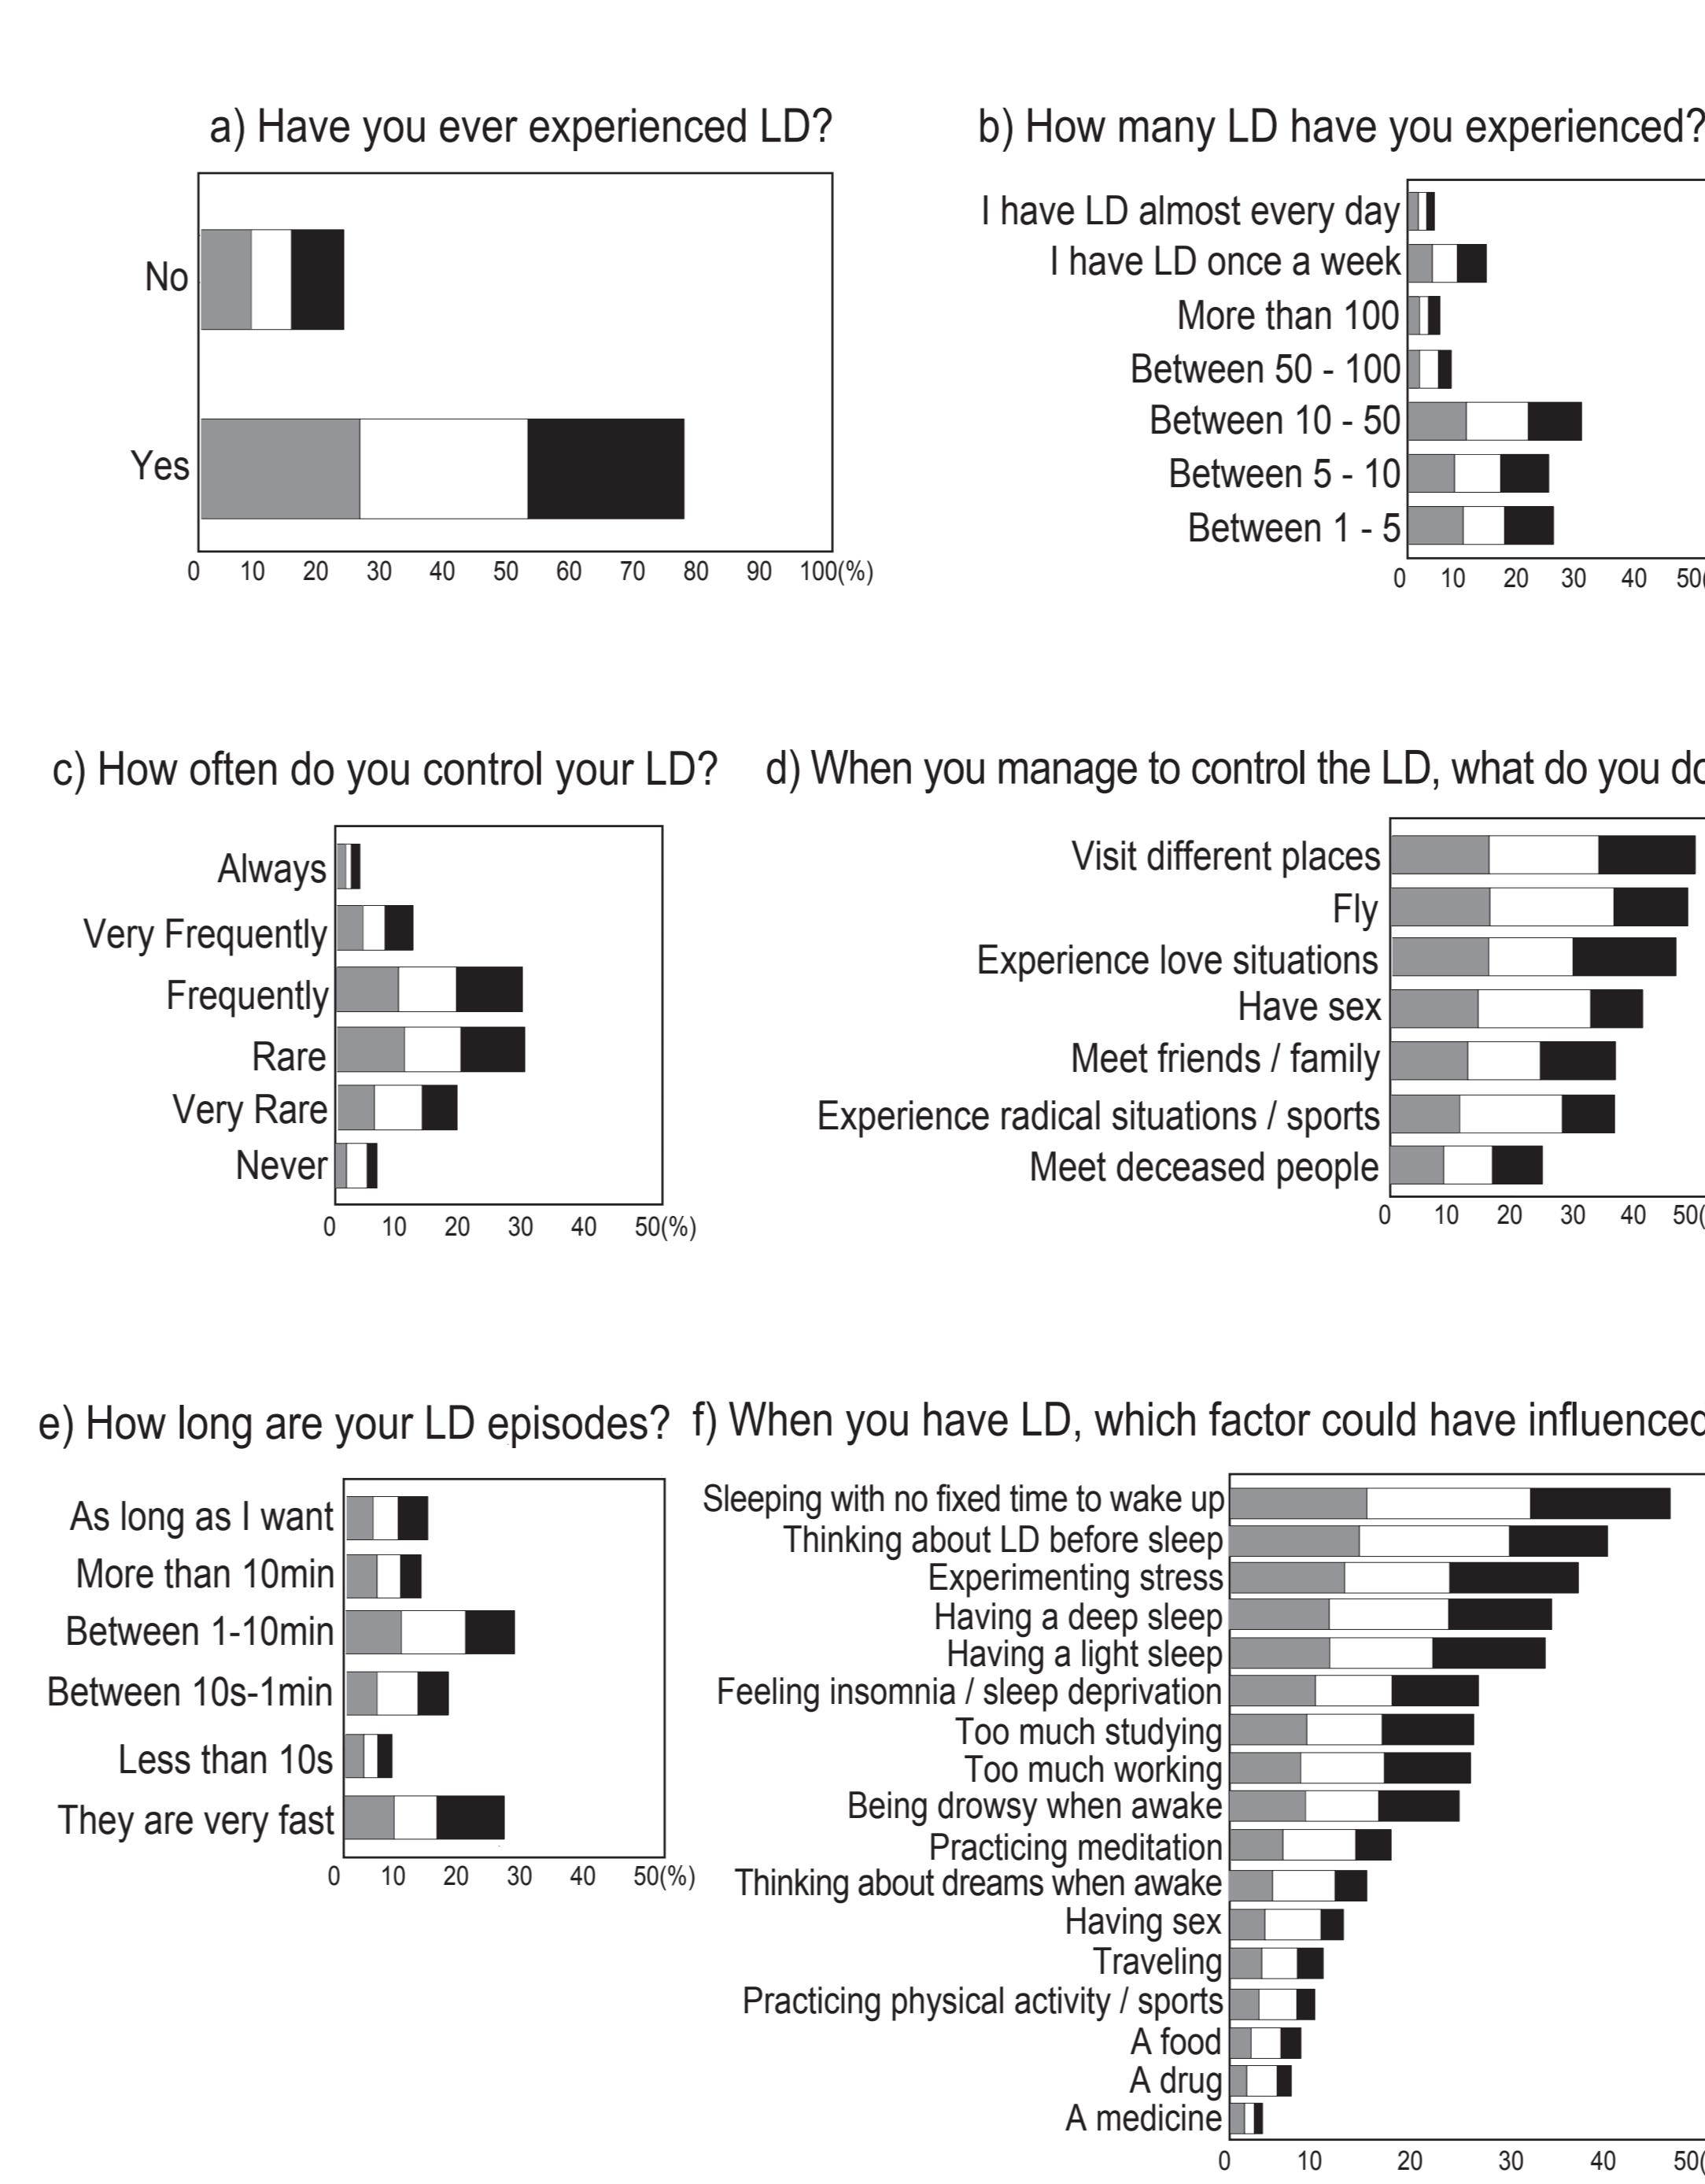 a) Have you ever experienced LD?
No
Yes
0 10 20 30 40 50 60 70 80 90 100(%)
b) How many LD have you experienced?
I have LD almost every day
I have LD once a week
More than 100
Between 50 - 100
Between 10 - 50
Between 5 - 10
Between 1 - 5
0 10 20 30 40 50(
c) How often do you control your LD?
Always
Very Frequently
Frequently
Rare
Very Rare
Never
0 10 20 30 40 50(%)
d) When you manage to control the LD, what do you do
Visit different places
Fly
Experience love situations
Have sex
Meet friends / family
Experience radical situations / sports
Meet deceased people
0 10 20 30 40 50(
e) How long are your LD episodes?
As long as I want
More than 10min
Between 1-10min
Between 10s-1min
Less than 10s
They are very fast
0 10 20 30 40 50(%)
f) When you have LD, which factor could have influenced
Sleeping with no fixed time to wake up
Thinking about LD before sleep
Experimenting stress
Having a deep sleep
Having a light sleep
Feeling insomnia / sleep deprivation
Too much studying
Too much working
Being drowsy when awake
Practicing meditation
Thinking about dreams when awake
Having sex
Traveling
Practicing physical activity / sports
A food
A drug
A medicine
0 10 20 30 40 50(